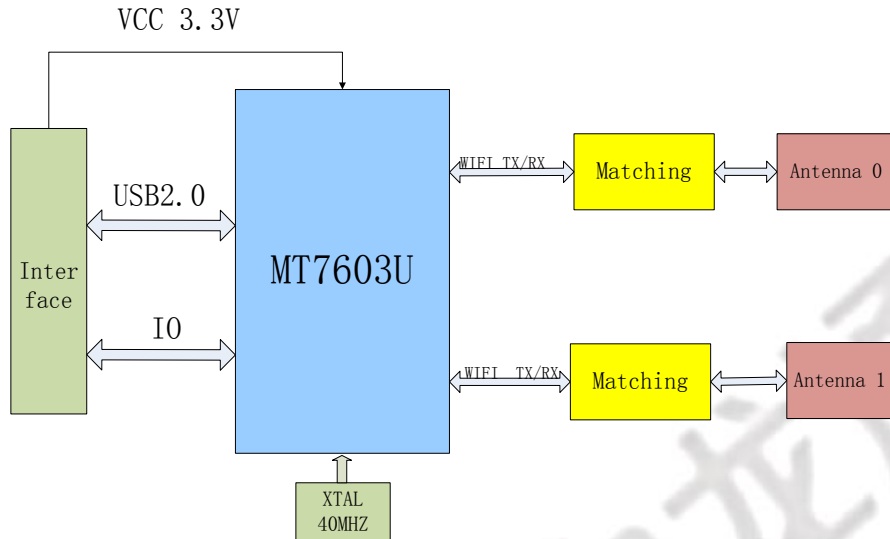 VCC 3.3V
WIFI TX/RX
Matching
Antenna 0
USB2.0
Inter
face
MT7603U
IO
WIFI TX/RX
Matching
Antenna 1
XTAL
40MHZ